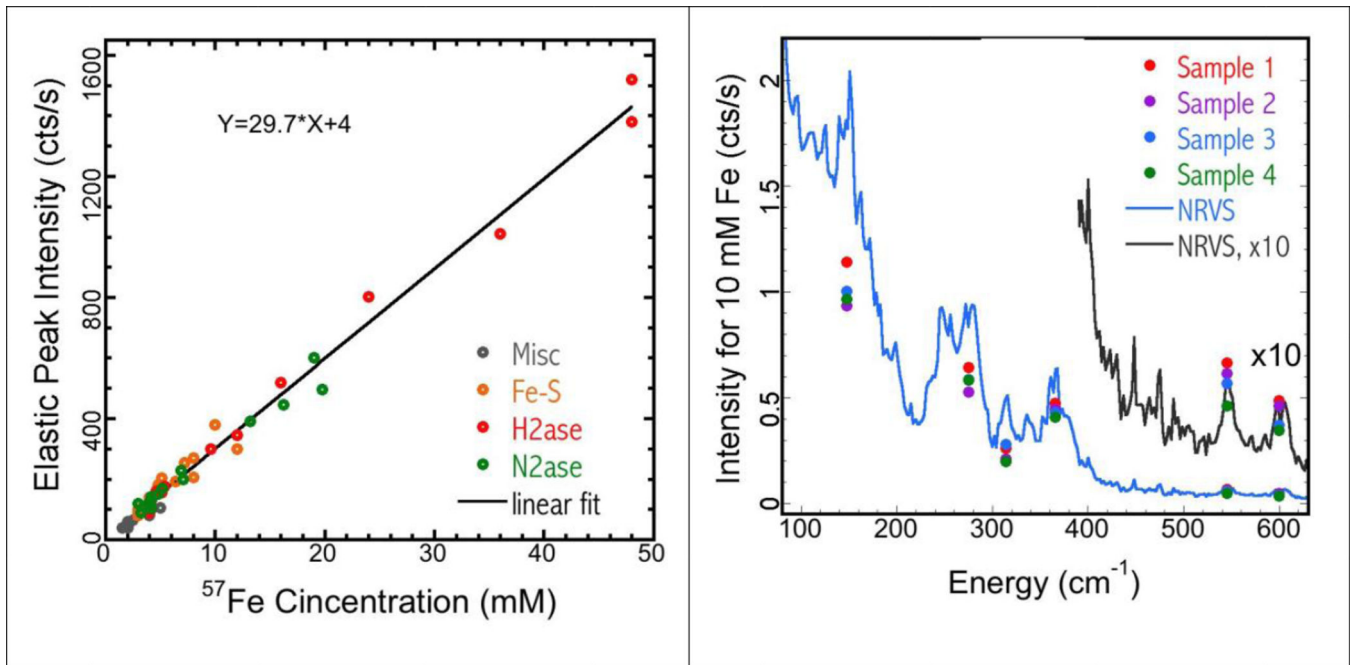 1600
1200
800
400
0
0 10 20 30 40 50
Elastic Peak Intensity (cts/s)
Y=29.7*X+4
Misc
Fe-S
H2ase
N2ase
linear fit
57Fe Cincentration (mM)
2
1.5
1
0.5
0
100 200 300 400 500 600
Intensity for 10 mM Fe (cts/s)
Sample 1
Sample 2
Sample 3
Sample 4
NRVS
NRVS, x10
x10
Energy (cm-1)